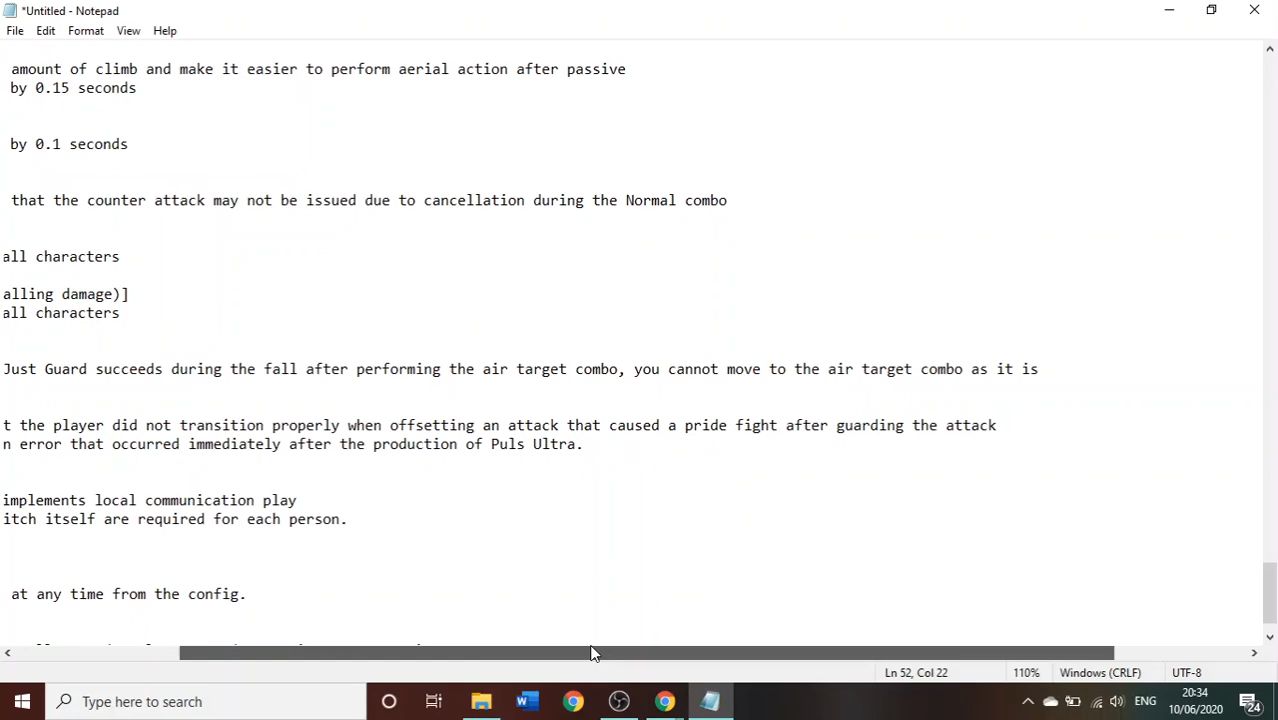 *Untitled - Notepad
File Edit Format View Help
amount of climb and make it easier to perform aerial action after passive
by 0.15 seconds
by 0.1 seconds
that the counter attack may not be issued due to cancellation during the Normal combo
all characters
alling damage)]
all characters
Just Guard succeeds during the fall after performing the air target combo, you cannot move to the air target combo as it is
t the player did not transition properly when offsetting an attack that caused a pride fight after guarding the attack
n error that occurred immediately after the production of Puls Ultra.
implements local communication play
itch itself are required for each person.
at any time from the config.
Ln 52, Col 22 110% Windows (CRLF) UTF-8
Type here to search
ENG
20:34
10/06/2020
24